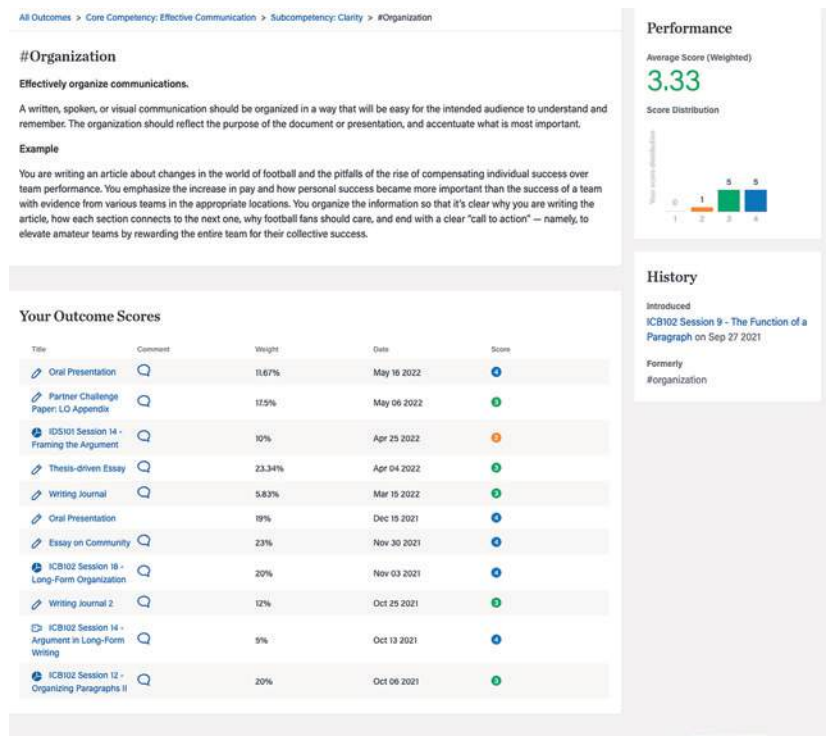 All Outcomes > Core Competency: Effective Communication > Subcompetency: Clarity > #Organization
#Organization
Effectively organize communications.
A written, spoken, or visual communication should be organized in a way that will be easy for the intended audience to understand and
remember. The organization should reflect the purpose of the document or presentation, and accentuate what is most important.
Example
You are writing an article about changes in the world of football and the pitfalls of the rise of compensating individual success over
team performance. You emphasize the increase in pay and how personal success became more important than the success of a team
with evidence from various teams in the appropriate locations. You organize the information so that it's clear why you are writing the
article, how each section connects to the next one, why football fans should care, and end with a clear "call to action" — namely, to
elevate amateur teams by rewarding the entire team for their collective success.
Your Outcome Scores
Title Comment Weight Date Score
Oral Presentation 11.67% May 16 2022 4
Partner Challenge
Paper: LO Appendix 17.5% May 06 2022 3
IDS101 Session 14 -
Framing the Argument 10% Apr 25 2022 2
Thesis-driven Essay 23.34% Apr 04 2022 3
Writing Journal 5.83% Mar 15 2022 3
Oral Presentation 19% Dec 15 2021 4
Essay on Community 23% Nov 30 2021 4
ICB102 Session 18 -
Long-Form Organization 20% Nov 03 2021 4
Writing Journal 2 12% Oct 25 2021 3
ICB102 Session 14 -
Argument in Long-Form
Writing 5% Oct 13 2021 4
ICB102 Session 12 -
Organizing Paragraphs II 20% Oct 06 2021 3
Performance
Average Score (Weighted)
3.33
Score Distribution
Your score distribution
0 1 5 5
1 2 3 4
History
Introduced
ICB102 Session 9 - The Function of a
Paragraph on Sep 27 2021
Formerly
#organization